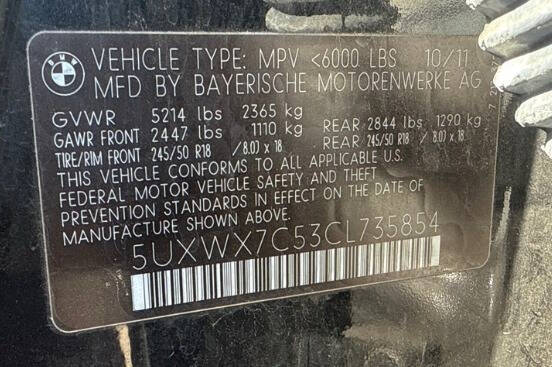 BMW
VEHICLE TYPE: MPV <6000 LBS 10/11
MFD BY BAYERISCHE MOTORENWERKE AG
GVWR 5214 lbs 2365 kg
GAWR FRONT 2447 lbs 1110 kg REAR 2844 lbs 1290 kg
TIRE/RIM FRONT 245/50 R18 / 8.0J x 18 REAR 245/50 R18 / 8.0J x 18
THIS VEHICLE CONFORMS TO ALL APPLICABLE U.S.
FEDERAL MOTOR VEHICLE SAFETY AND THEFT
PREVENTION STANDARDS IN EFFECT ON THE DATE OF
MANUFACTURING SHOWN ABOVE.
5UXWX7C53CL735854